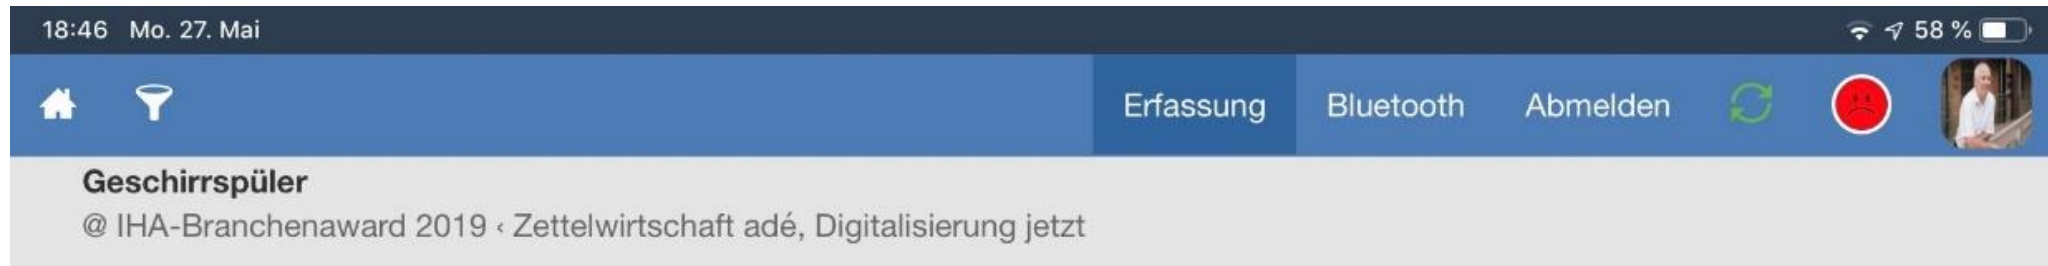 18:46 Mo. 27. Mai 58 %
Erfassung Bluetooth Abmelden
Geschirrspüler
@ IHA-Branchenaward 2019 ‹ Zettelwirtschaft adé, Digitalisierung jetzt